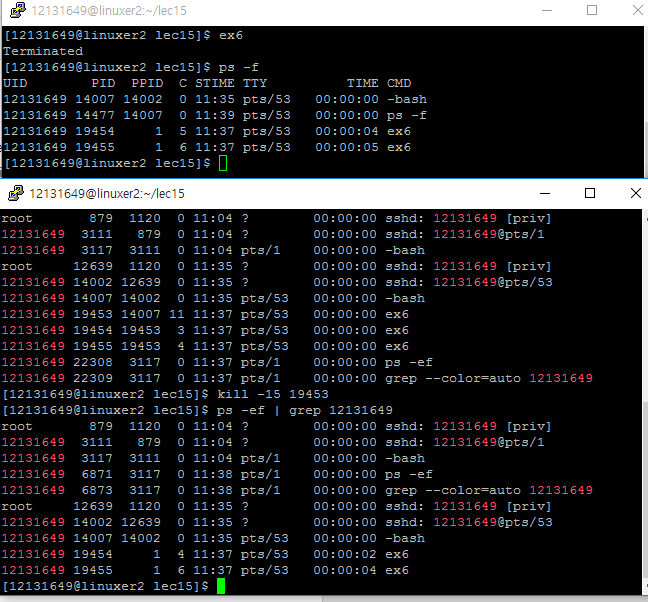 12131649@linuxer2:~/lec15
[12131649@linuxer2 lec15]$ ex6
Terminated
[12131649@linuxer2 lec15]$ ps -f
UID        PID  PPID  C STIME TTY          TIME CMD
12131649 14007 14002  0 11:35 pts/53   00:00:00 -bash
12131649 14477 14007  0 11:39 pts/53   00:00:00 ps -f
12131649 19454     1  5 11:37 pts/53   00:00:04 ex6
12131649 19455     1  6 11:37 pts/53   00:00:05 ex6
[12131649@linuxer2 lec15]$
12131649@linuxer2:~/lec15
root       879  1120  0 11:04 ?        00:00:00 sshd: 12131649 [priv]
12131649  3111   879  0 11:04 ?        00:00:00 sshd: 12131649@pts/1
12131649  3117  3111  0 11:04 pts/1    00:00:00 -bash
root     12639  1120  0 11:35 ?        00:00:00 sshd: 12131649 [priv]
12131649 14002 12639  0 11:35 ?        00:00:00 sshd: 12131649@pts/53
12131649 14007 14002  0 11:35 pts/53   00:00:00 -bash
12131649 19453 14007 11 11:37 pts/53   00:00:00 ex6
12131649 19454 19453  3 11:37 pts/53   00:00:00 ex6
12131649 19455 19453  4 11:37 pts/53   00:00:00 ex6
12131649 22308  3117  0 11:37 pts/1    00:00:00 ps -ef
12131649 22309  3117  0 11:37 pts/1    00:00:00 grep --color=auto 12131649
[12131649@linuxer2 lec15]$ kill -15 19453
[12131649@linuxer2 lec15]$ ps -ef | grep 12131649
root       879  1120  0 11:04 ?        00:00:00 sshd: 12131649 [priv]
12131649  3111   879  0 11:04 ?        00:00:00 sshd: 12131649@pts/1
12131649  3117  3111  0 11:04 pts/1    00:00:00 -bash
12131649  6871  3117  0 11:38 pts/1    00:00:00 ps -ef
12131649  6873  3117  0 11:38 pts/1    00:00:00 grep --color=auto 12131649
root     12639  1120  0 11:35 ?        00:00:00 sshd: 12131649 [priv]
12131649 14002 12639  0 11:35 ?        00:00:00 sshd: 12131649@pts/53
12131649 14007 14002  0 11:35 pts/53   00:00:00 -bash
12131649 19454     1  4 11:37 pts/53   00:00:02 ex6
12131649 19455     1  6 11:37 pts/53   00:00:04 ex6
[12131649@linuxer2 lec15]$